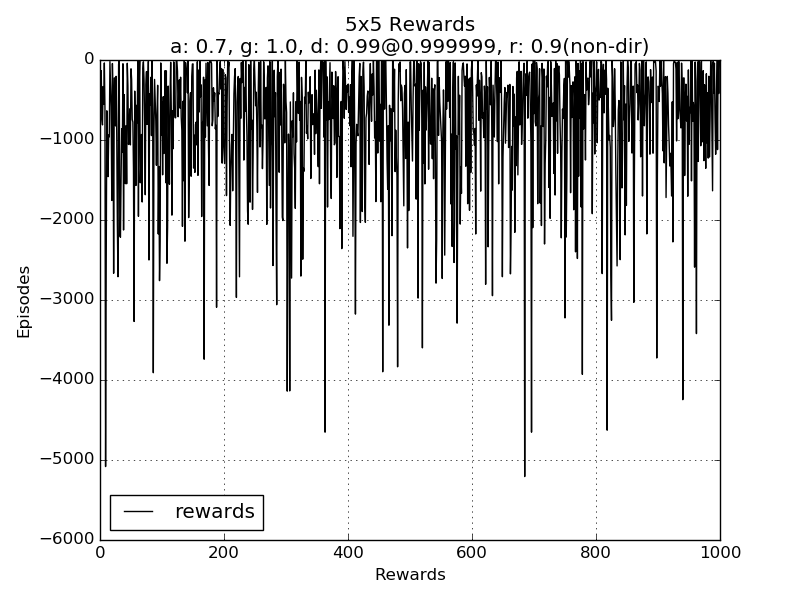 5x5 Rewards
a: 0.7, g: 1.0, d: 0.99@0.999999, r: 0.9(non-dir)
0
−1000
−2000
−3000
−4000
−5000
−6000
Episodes
rewards
0 200 400 600 800 1000
Rewards